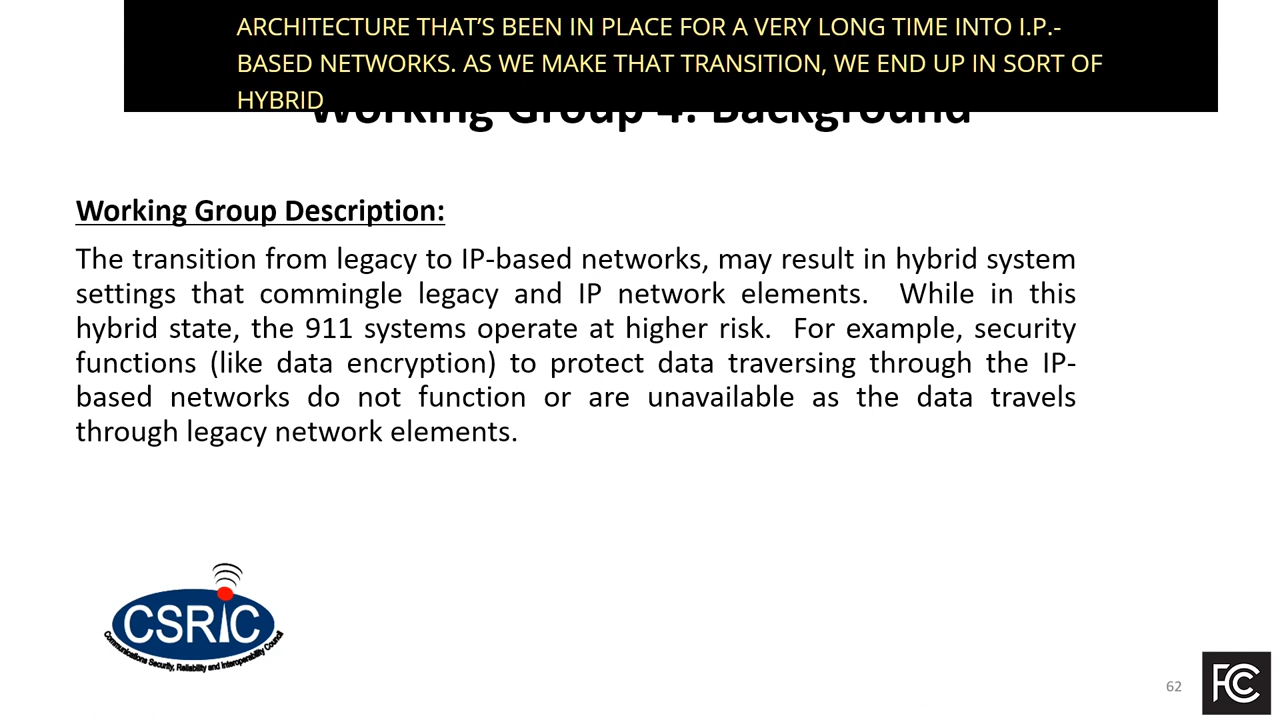 ARCHITECTURE THAT'S BEEN IN PLACE FOR A VERY LONG TIME INTO I.P.-
BASED NETWORKS. AS WE MAKE THAT TRANSITION, WE END UP IN SORT OF
HYBRID
Working Group 4: Background
Working Group Description:
The transition from legacy to IP-based networks, may result in hybrid system
settings that commingle legacy and IP network elements. While in this
hybrid state, the 911 systems operate at higher risk. For example, security
functions (like data encryption) to protect data traversing through the IP-
based networks do not function or are unavailable as the data travels
through legacy network elements.
CSRIC
Communications Security, Reliability and Interoperability Council
62
FCC